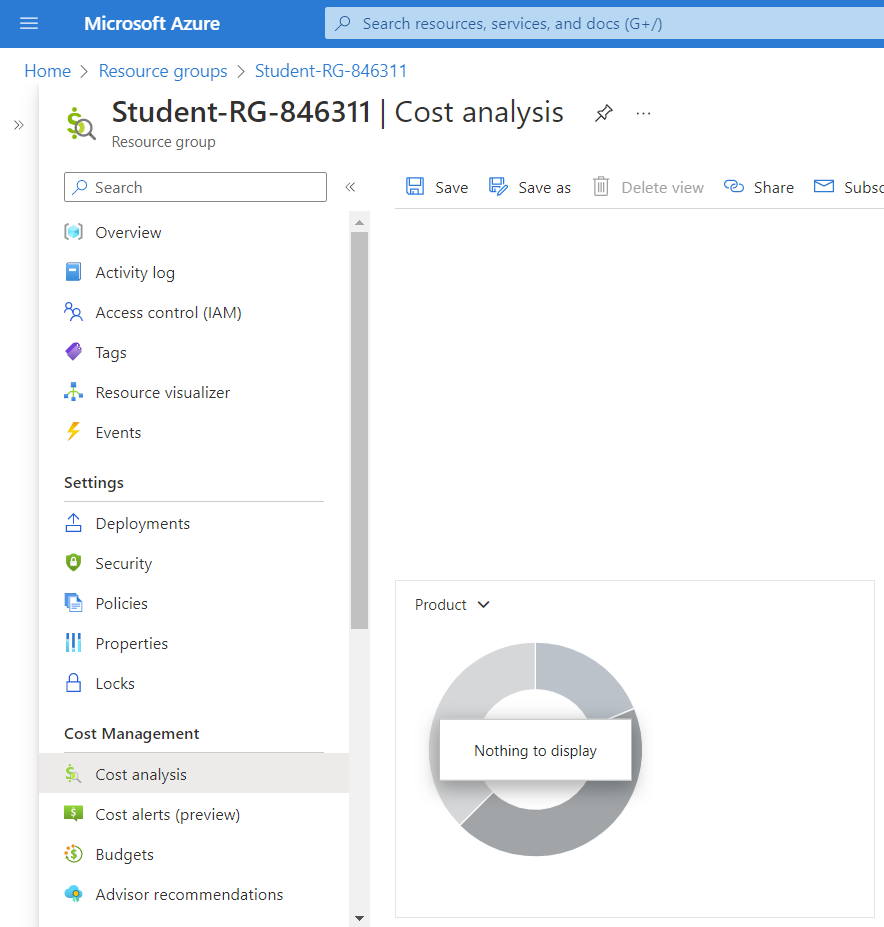 Microsoft Azure
Search resources, services, and docs (G+/)
Home > Resource groups > Student-RG-846311
Student-RG-846311 | Cost analysis
Resource group
Search
Save
Save as
Delete view
Share
Subsc
Overview
Activity log
Access control (IAM)
Tags
Resource visualizer
Events
Settings
Deployments
Security
Policies
Properties
Locks
Cost Management
Cost analysis
Cost alerts (preview)
Budgets
Advisor recommendations
Product
Nothing to display